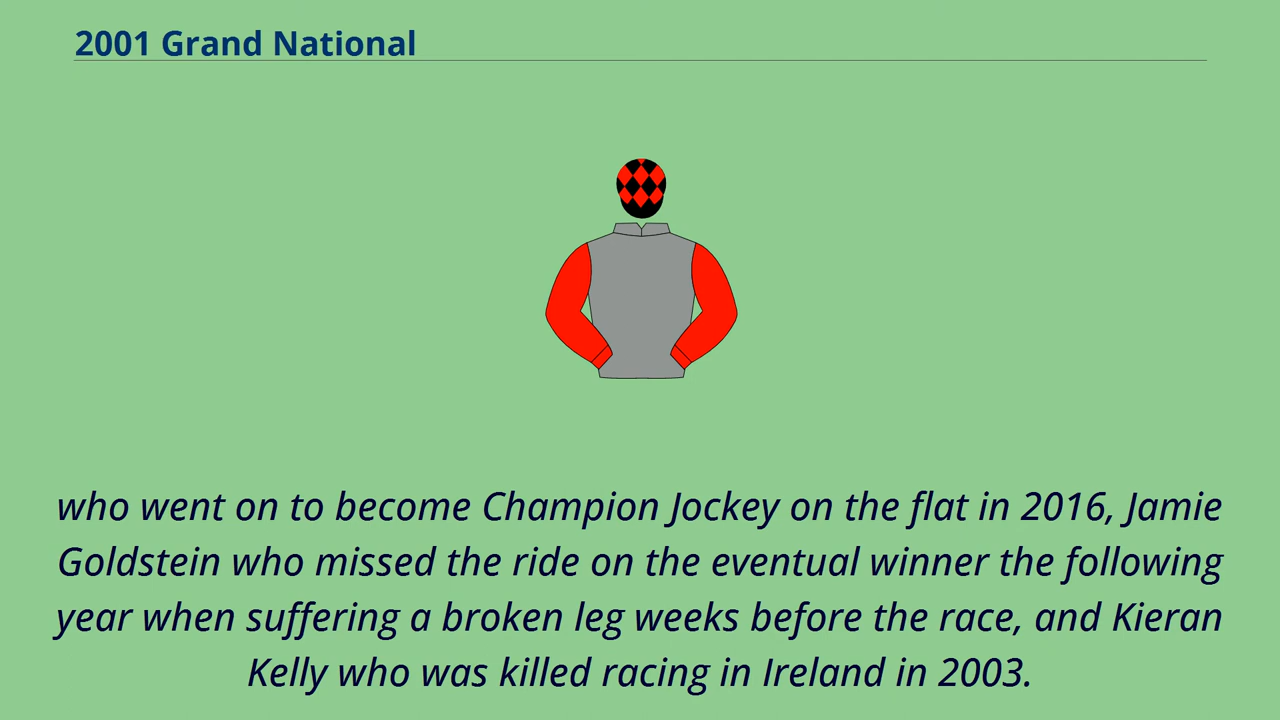 2001 Grand National
who went on to become Champion Jockey on the flat in 2016, Jamie
Goldstein who missed the ride on the eventual winner the following
year when suffering a broken leg weeks before the race, and Kieran
Kelly who was killed racing in Ireland in 2003.